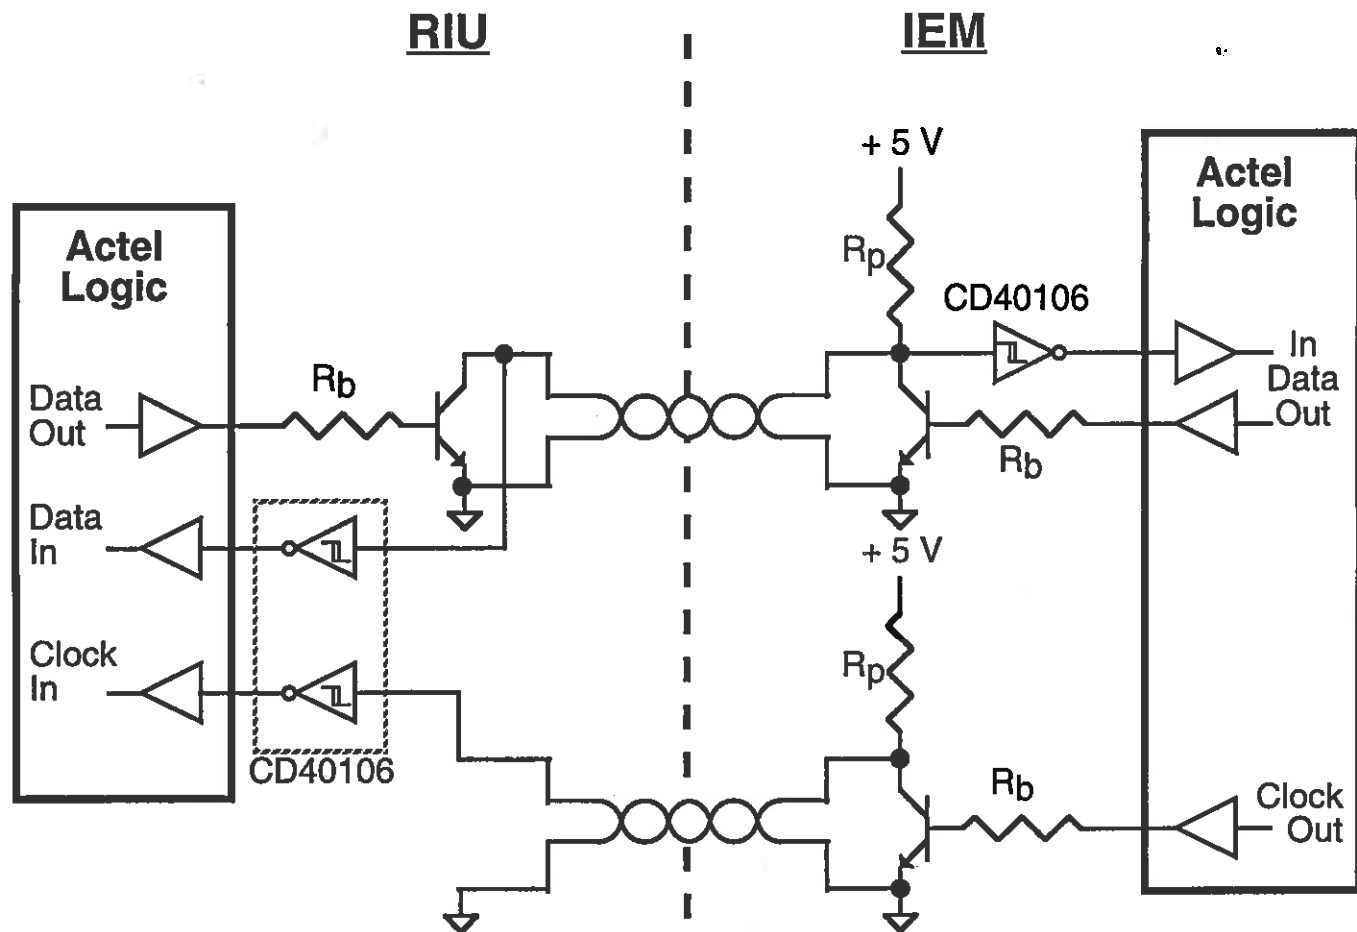 RIU
IEM
+ 5 V
Actel
Logic
Actel
Logic
Rp
CD40106
In
Data
Out
Rb
Data
Out
Rb
Data
In
+ 5 V
Clock
In
Rp
CD40106
Rb
Clock
Out